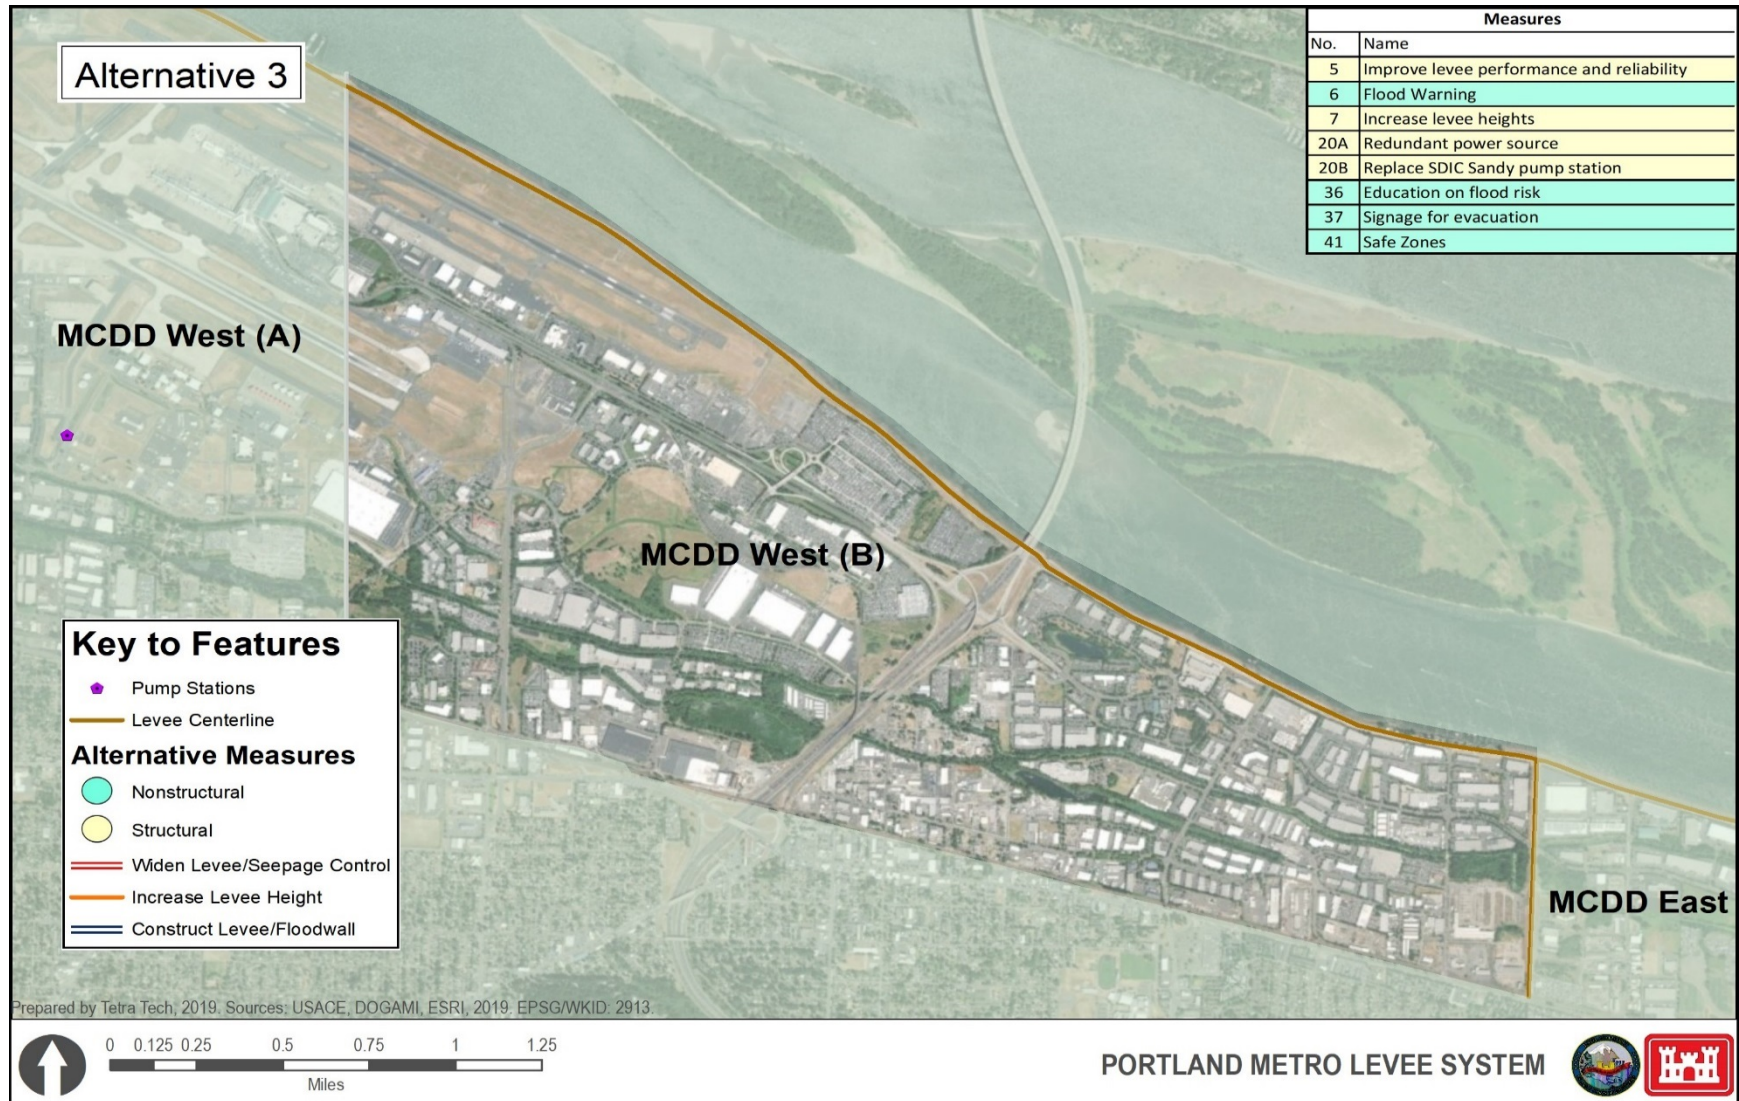 Alternative 3
Measures
No. Name
5 Improve levee performance and reliability
6 Flood Warning
7 Increase levee heights
20A Redundant power source
20B Replace SDIC Sandy pump station
36 Education on flood risk
37 Signage for evacuation
41 Safe Zones
MCDD West (A)
MCDD West (B)
MCDD East
Key to Features
Pump Stations
Levee Centerline
Alternative Measures
Nonstructural
Structural
Widen Levee/Seepage Control
Increase Levee Height
Construct Levee/Floodwall
Prepared by Tetra Tech, 2019. Sources: USACE, DOGAMI, ESRI, 2019. EPSG/WKID: 2913.
0 0.125 0.25 0.5 0.75 1 1.25
Miles
PORTLAND METRO LEVEE SYSTEM